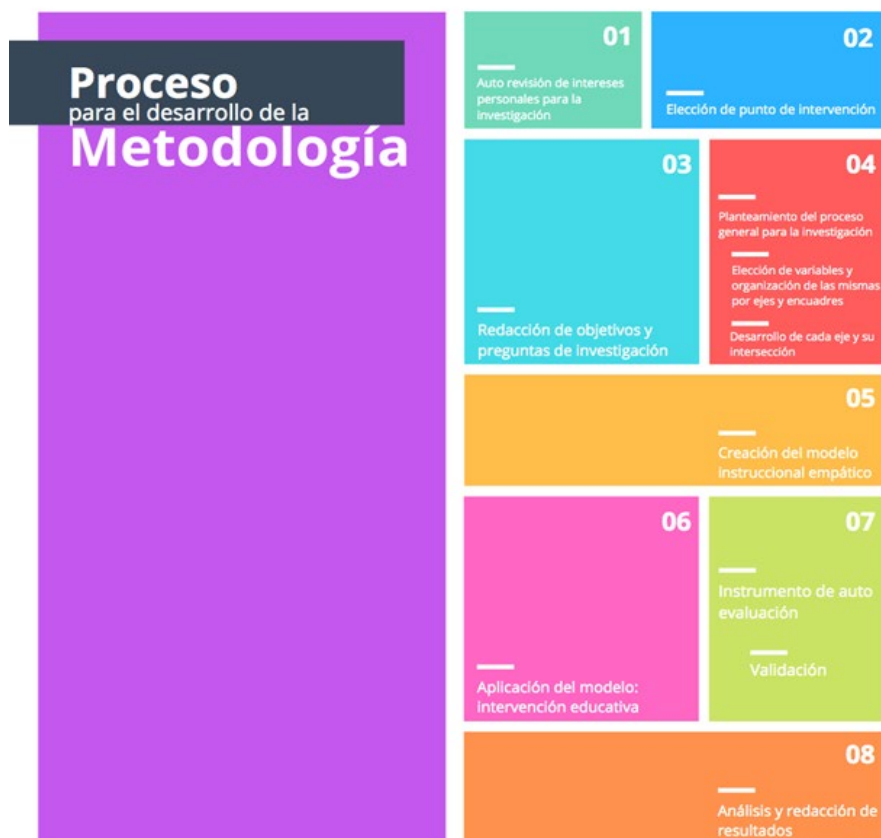 Proceso
para el desarrollo de la
Metodología
01
Auto revisión de intereses
personales para la
investigación
02
Elección de punto de intervención
03
Redacción de objetivos y
preguntas de investigación
04
Planteamiento del proceso
general para la investigación
Elección de variables y
organización de las mismas
por ejes y encuadres
Desarrollo de cada eje y su
intersección
05
Creación del modelo
instruccional empático
06
Aplicación del modelo:
intervención educativa
07
Instrumento de auto
evaluación
Validación
08
Análisis y redacción de
resultados